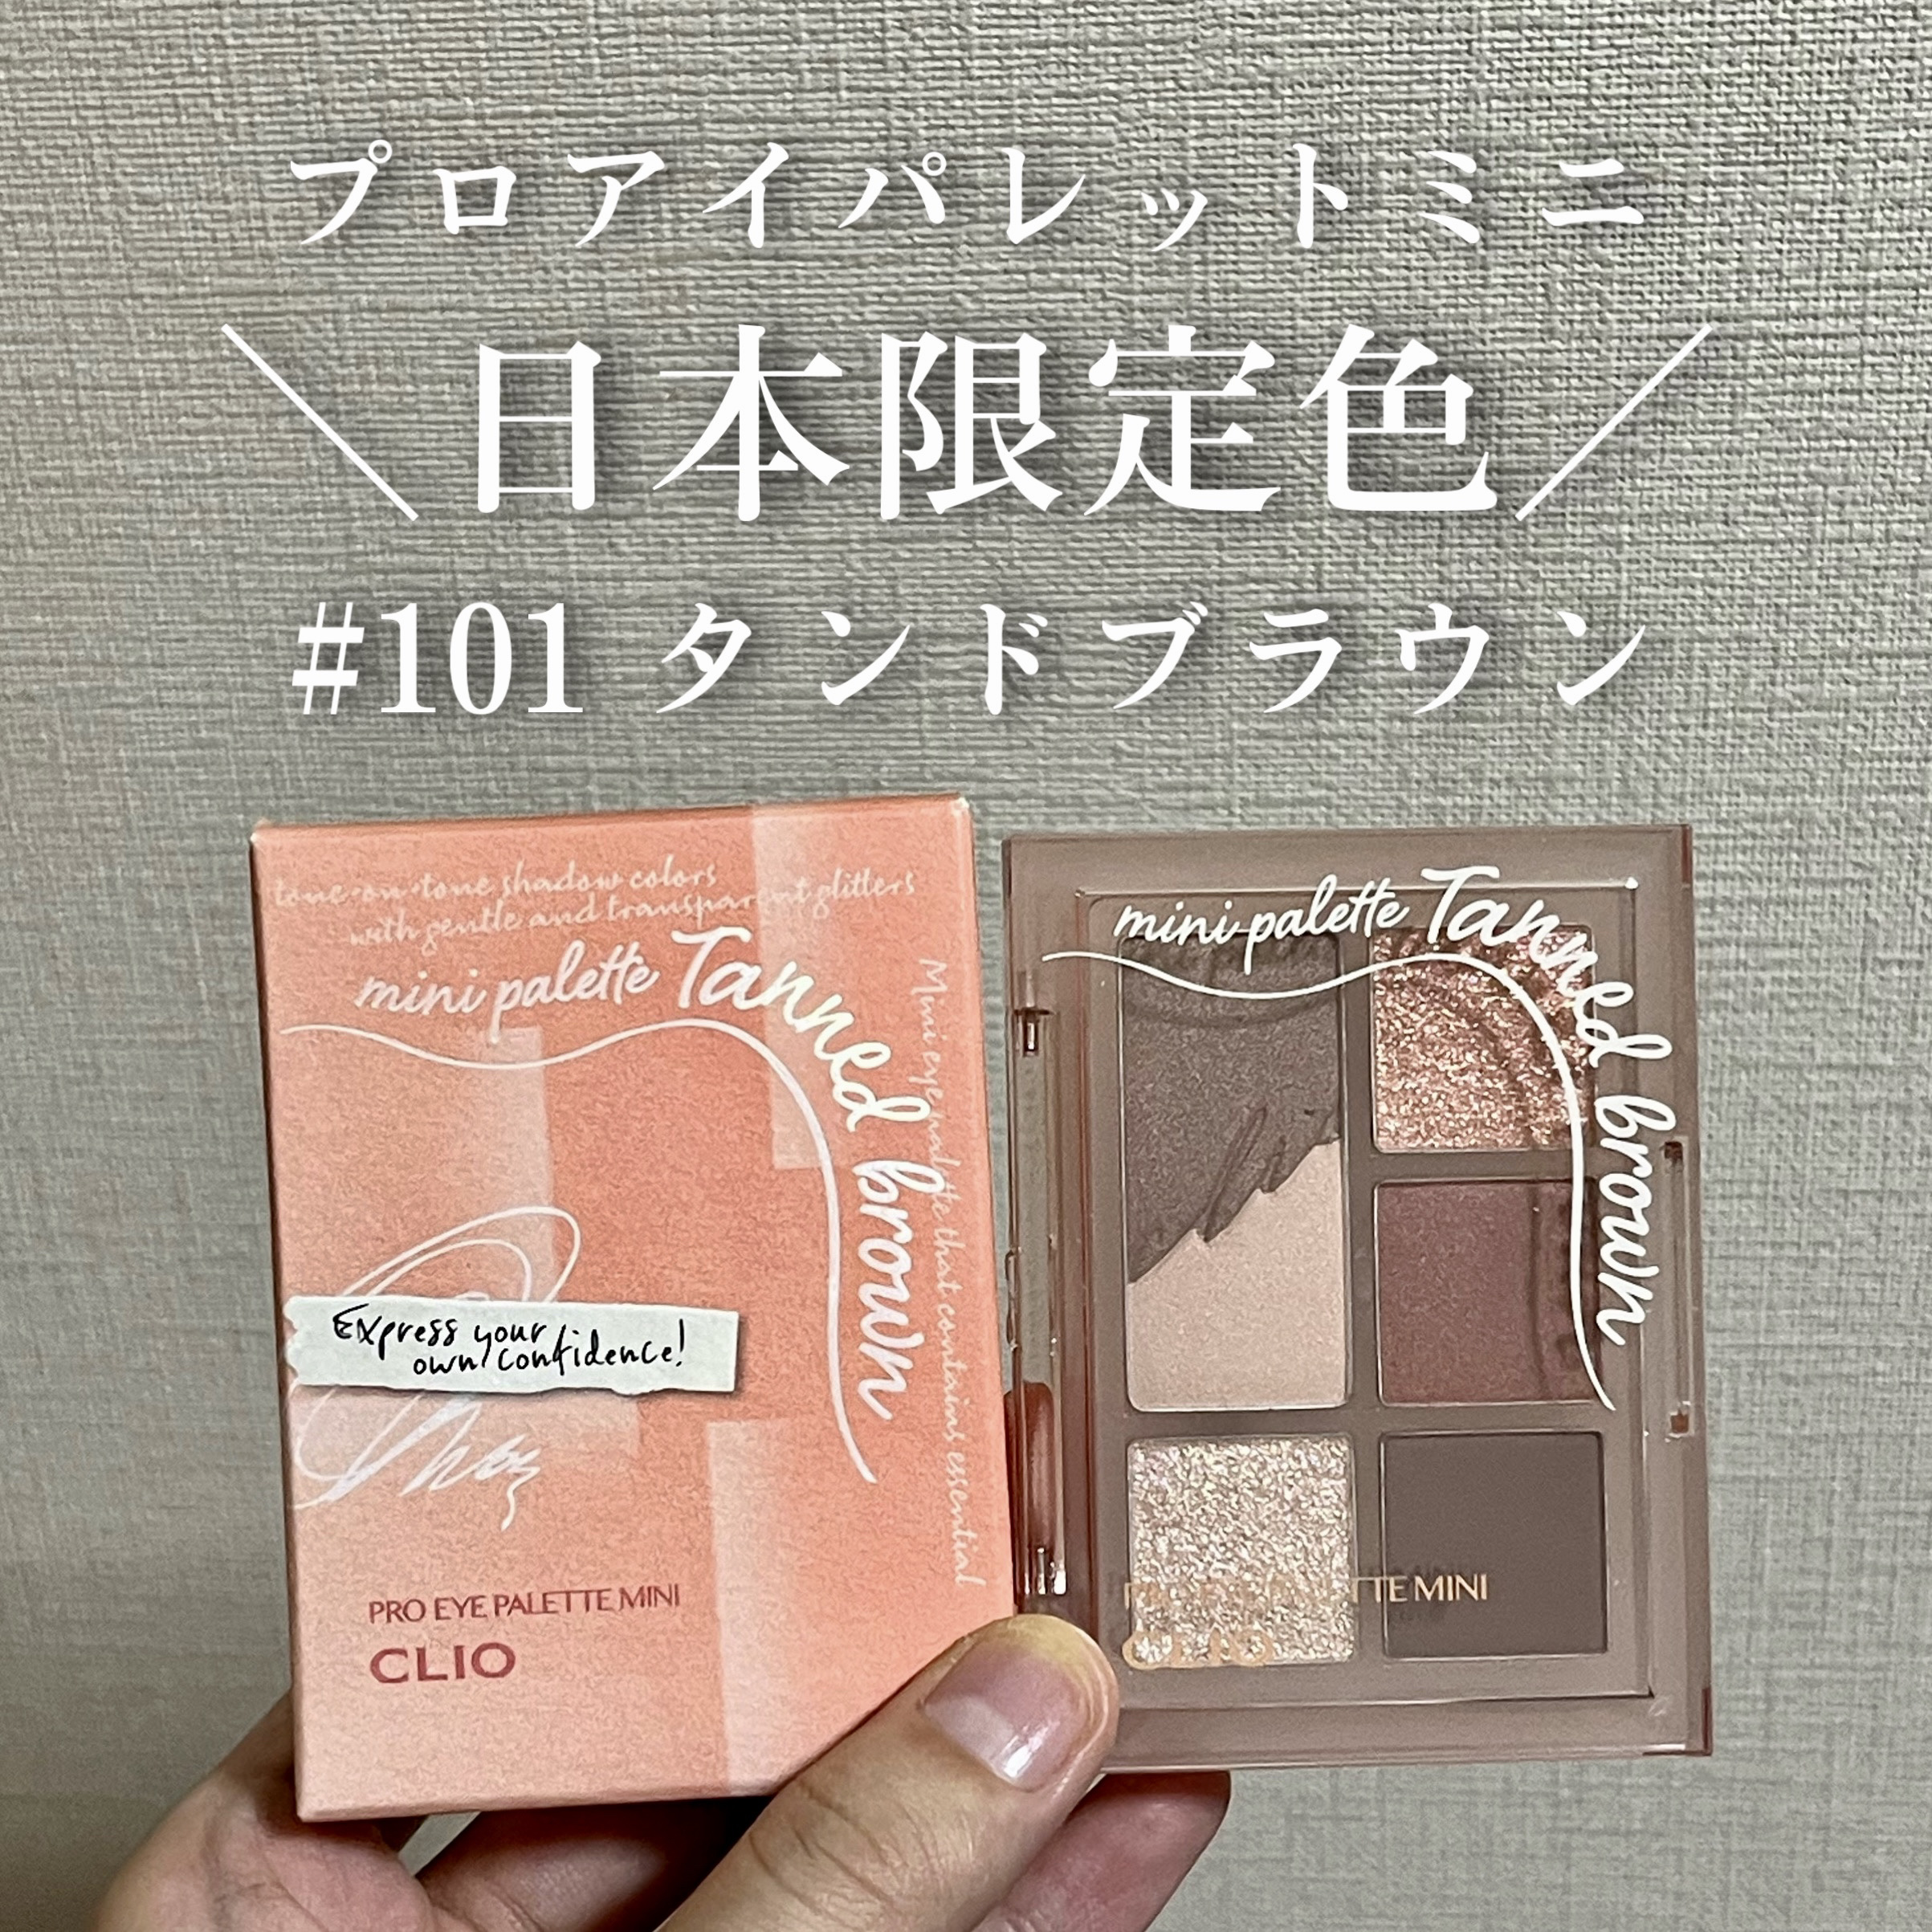 プロアイパレットミニ
＼日本限定色／
#101 タンドブラウン
tone-on-tone shadow colors
with gentle and transparent glitters
mini palette Tanned brown
Mini eye palette that contains essential
Express your
own confidence!
PRO EYE PALETTE MINI
CLIO
mini palette Tanned brown
PRO EYE PALETTE MINI
CLIO